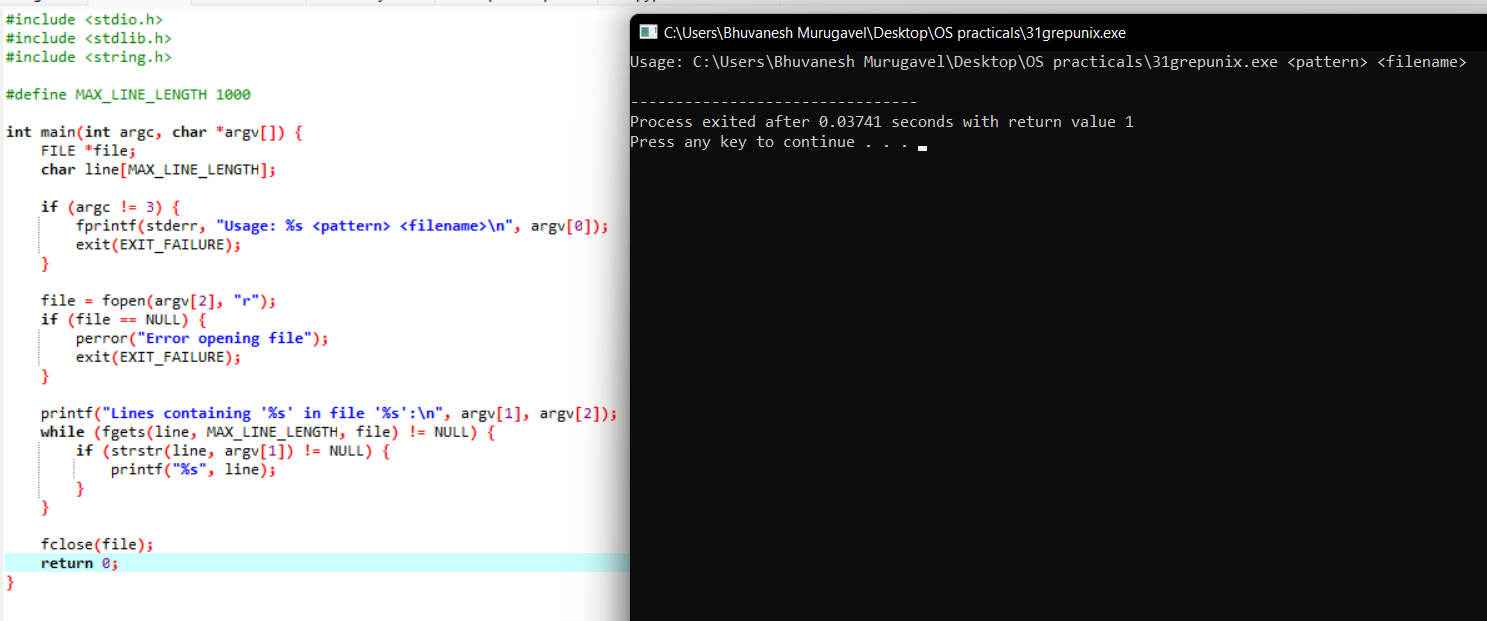 #include <stdio.h>
#include <stdlib.h>
#include <string.h>

#define MAX_LINE_LENGTH 1000

int main(int argc, char *argv[]) {
    FILE *file;
    char line[MAX_LINE_LENGTH];

    if (argc != 3) {
        fprintf(stderr, "Usage: %s <pattern> <filename>\n", argv[0]);
        exit(EXIT_FAILURE);
    }

    file = fopen(argv[2], "r");
    if (file == NULL) {
        perror("Error opening file");
        exit(EXIT_FAILURE);
    }

    printf("Lines containing '%s' in file '%s':\n", argv[1], argv[2]);
    while (fgets(line, MAX_LINE_LENGTH, file) != NULL) {
        if (strstr(line, argv[1]) != NULL) {
            printf("%s", line);
        }
    }

    fclose(file);
    return 0;
}
C:\Users\Bhuvanesh Murugavel\Desktop\OS practicals\31grepunix.exe
Usage: C:\Users\Bhuvanesh Murugavel\Desktop\OS practicals\31grepunix.exe <pattern> <filename>

--------------------------------
Process exited after 0.03741 seconds with return value 1
Press any key to continue . . .